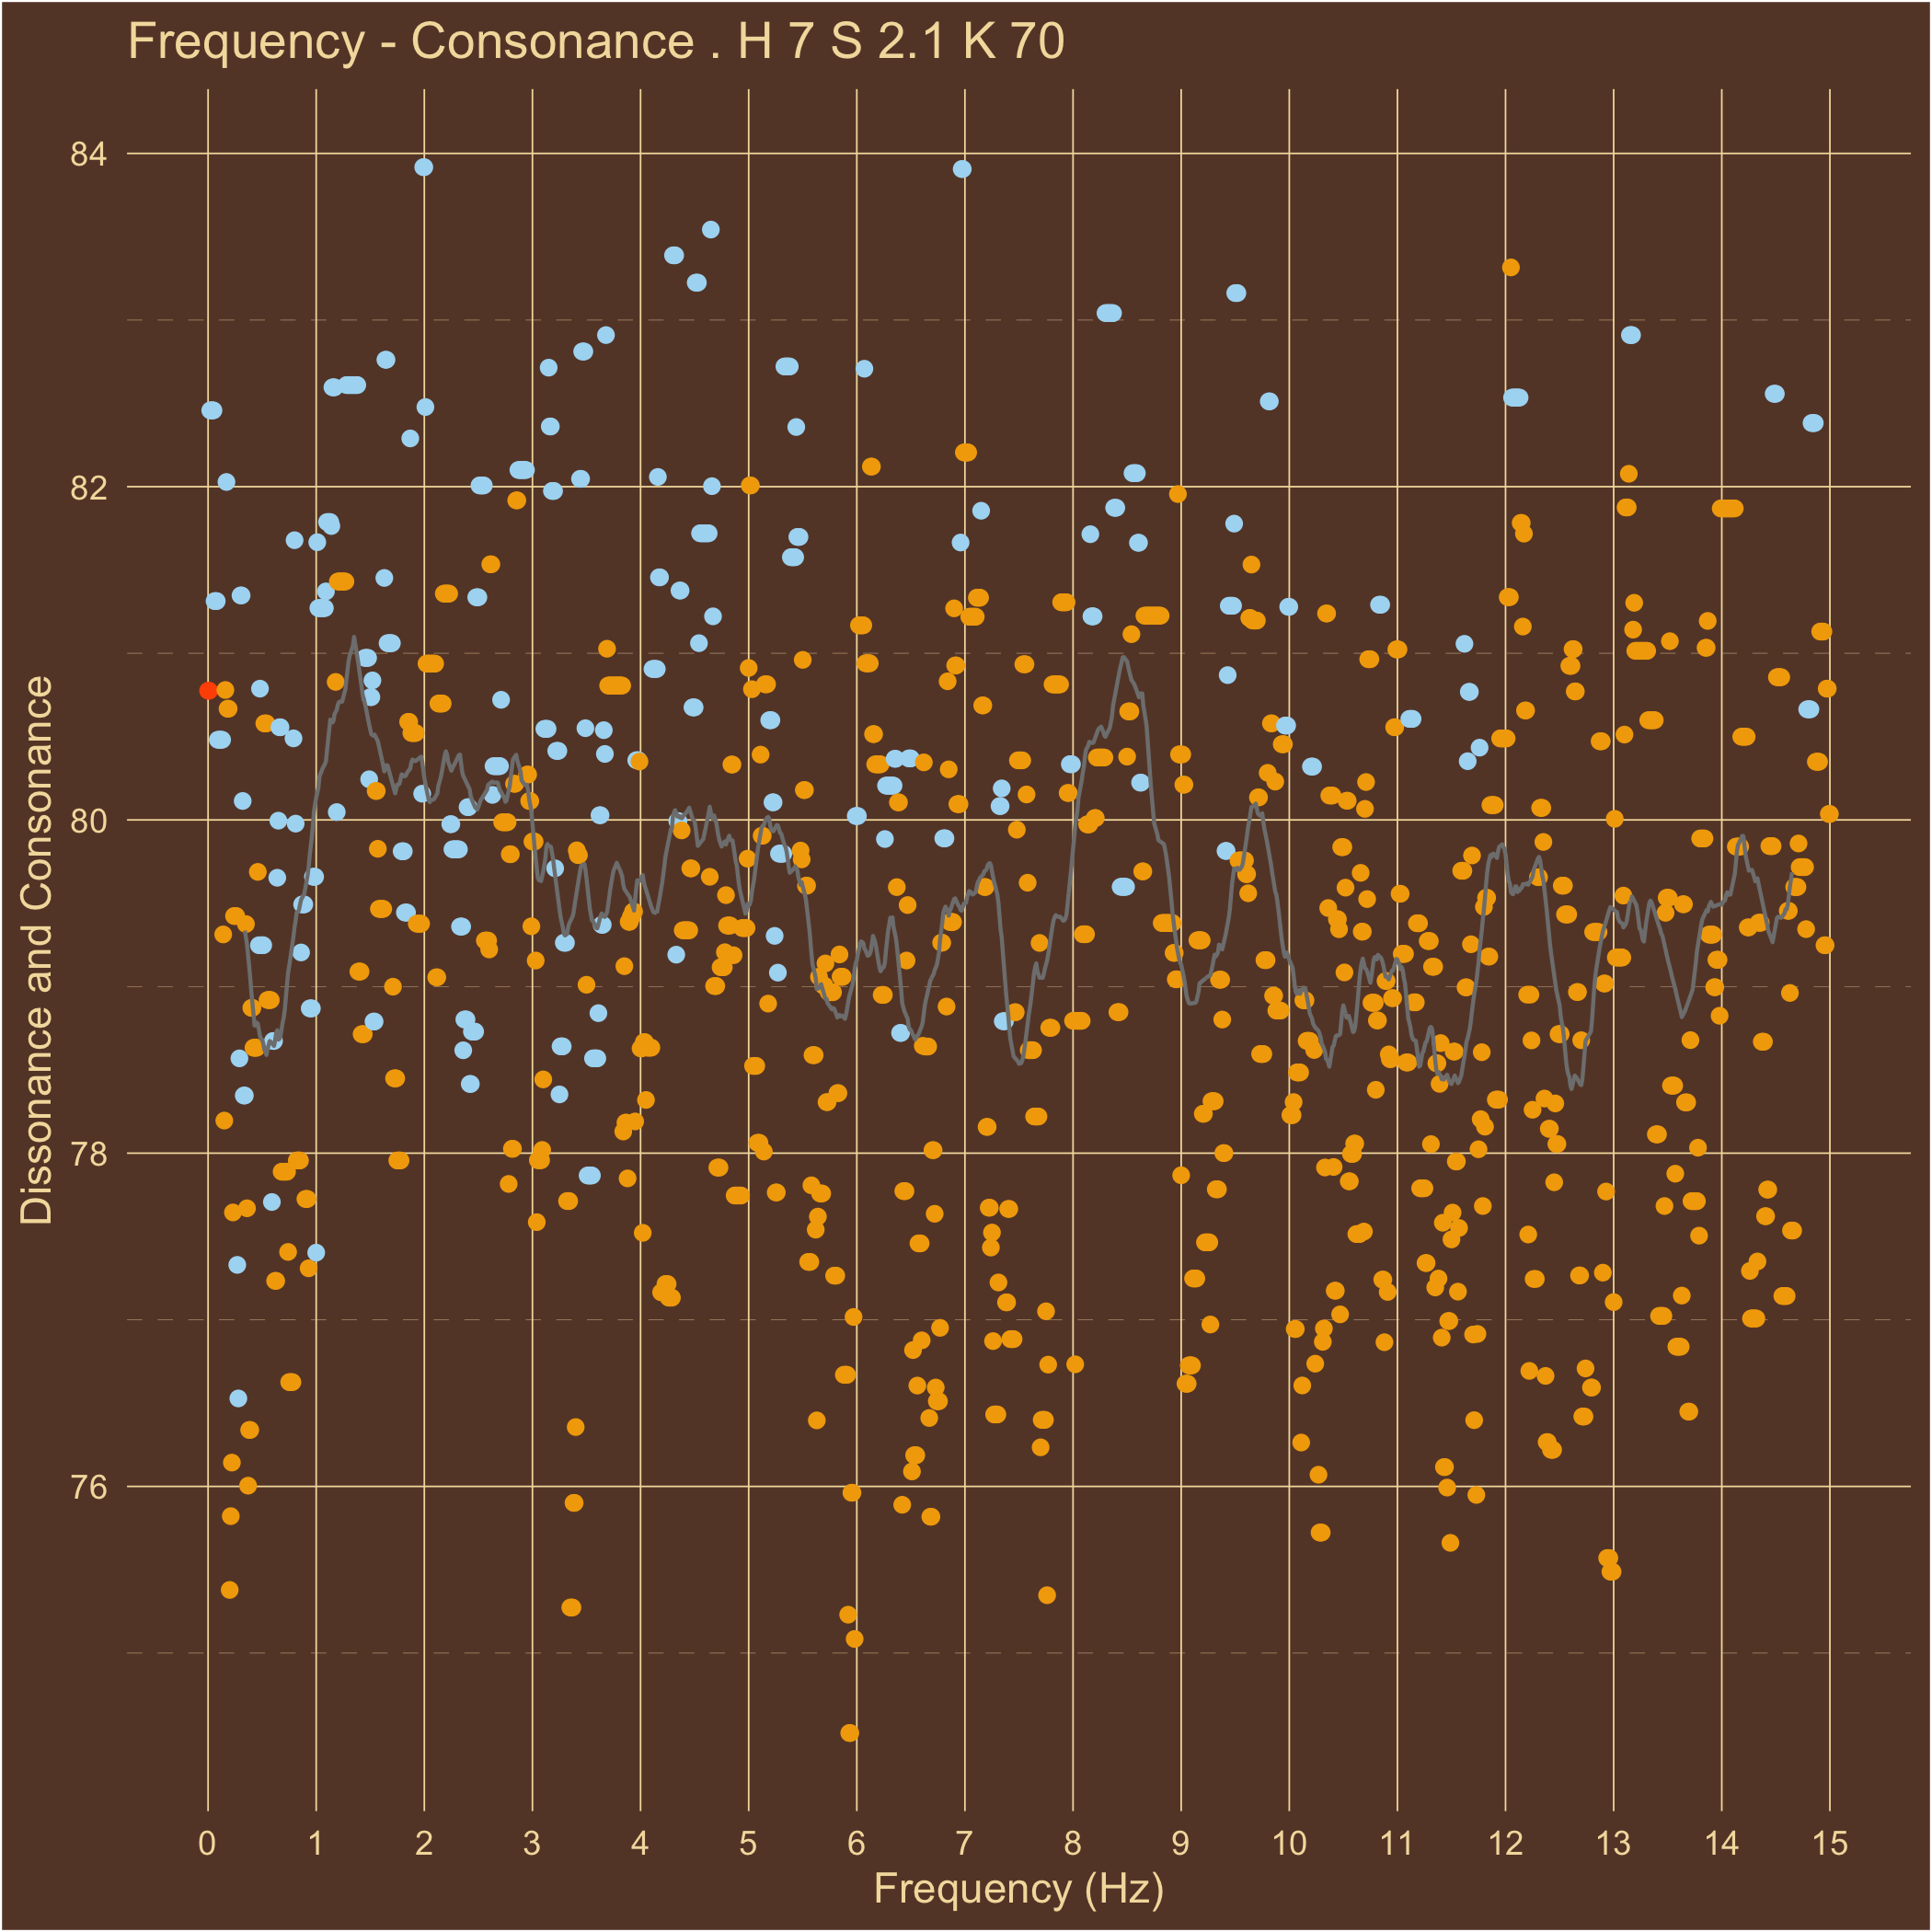 Frequency - Consonance . H 7 S 2.1 K 70
84
82
80
78
76
Dissonance and Consonance
0 1 2 3 4 5 6 7 8 9 10 11 12 13 14 15
Frequency (Hz)